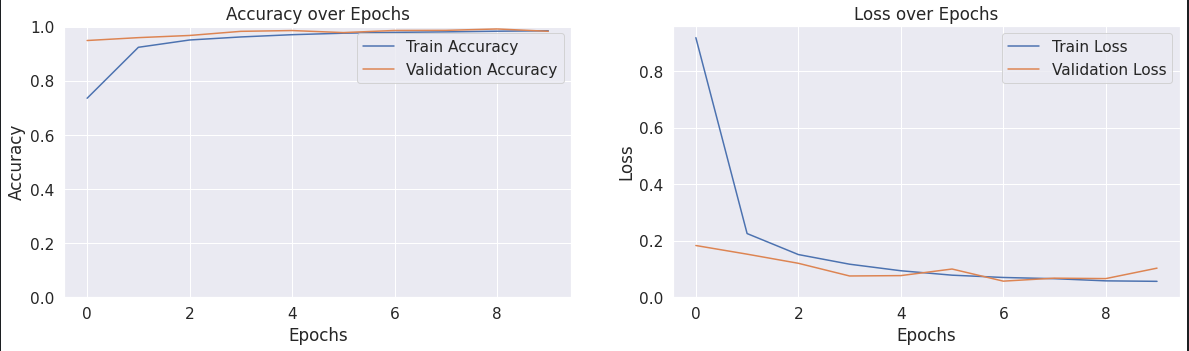 Accuracy over Epochs
1.0
0.8
0.6
0.4
0.2
0.0
Accuracy
Train Accuracy
Validation Accuracy
0 2 4 6 8
Epochs
Loss over Epochs
0.8
0.6
0.4
0.2
0.0
Loss
Train Loss
Validation Loss
0 2 4 6 8
Epochs